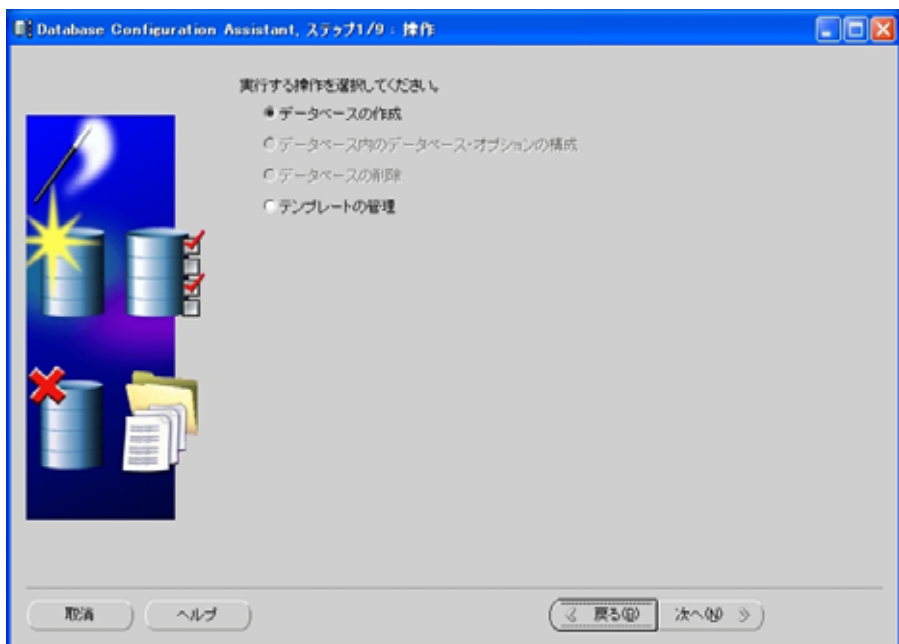 Database Configuration Assistant, ステップ1/9 : 操作
実行する操作を選択してください。
データベースの作成
データベース内のデータベース・オプションの構成
データベースの削除
テンプレートの管理
取消
ヘルプ
戻る(B)
次へ(N)